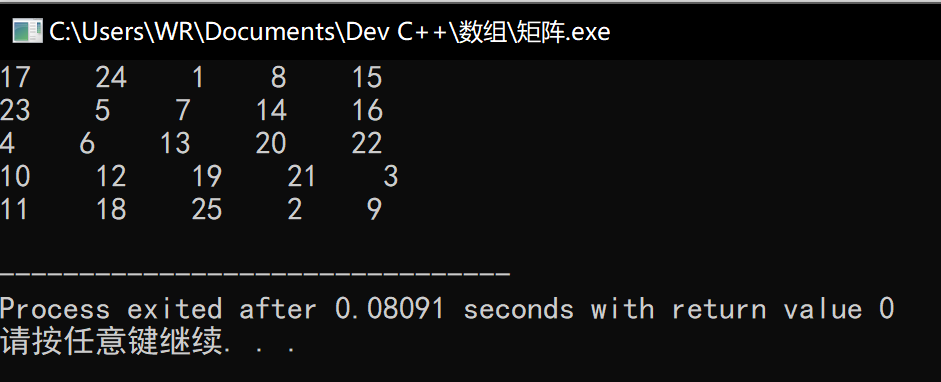 C:\Users\WR\Documents\Dev C++\数组\矩阵.exe
17    24    1    8    15
23    5    7    14    16
4    6    13    20    22
10    12    19    21    3
11    18    25    2    9
--------------------------------
Process exited after 0.08091 seconds with return value 0
请按任意键继续. . .